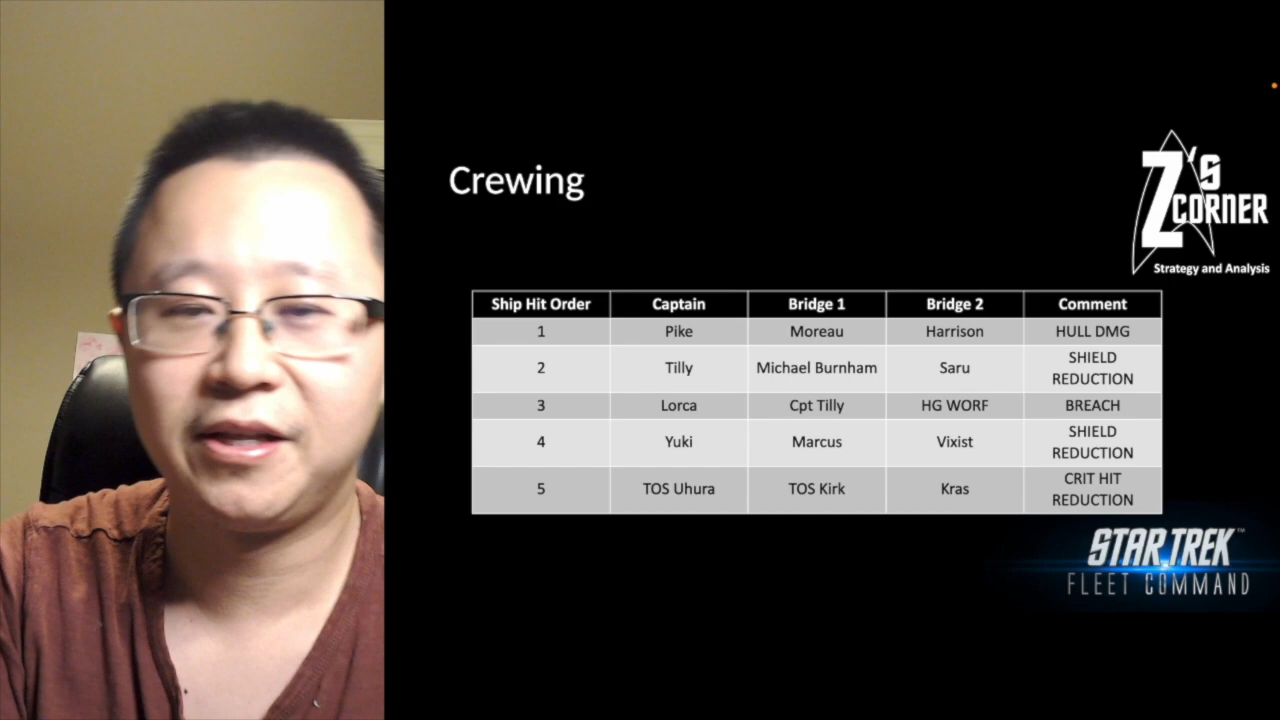 Crewing
Z's
CORNER
Strategy and Analysis
Ship Hit Order Captain Bridge 1 Bridge 2 Comment
1 Pike Moreau Harrison HULL DMG
2 Tilly Michael Burnham Saru SHIELD
REDUCTION
3 Lorca Cpt Tilly HG WORF BREACH
4 Yuki Marcus Vixist SHIELD
REDUCTION
5 TOS Uhura TOS Kirk Kras CRIT HIT
REDUCTION
STAR TREK™
FLEET COMMAND